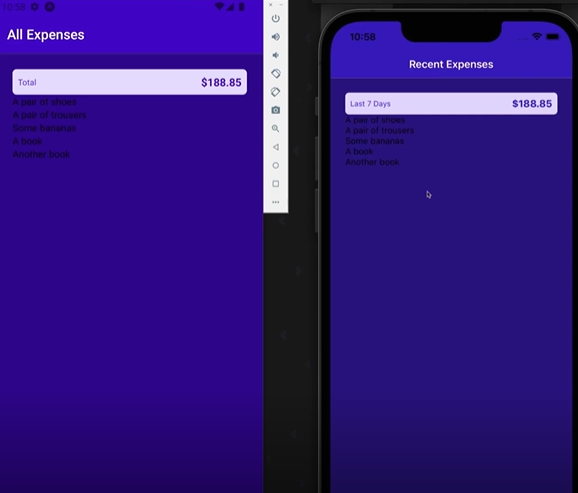 10:58
All Expenses
Total $188.85
A pair of shoes
A pair of trousers
Some bananas
A book
Another book
10:58
Recent Expenses
Last 7 Days $188.85
A pair of shoes
A pair of trousers
Some bananas
A book
Another book